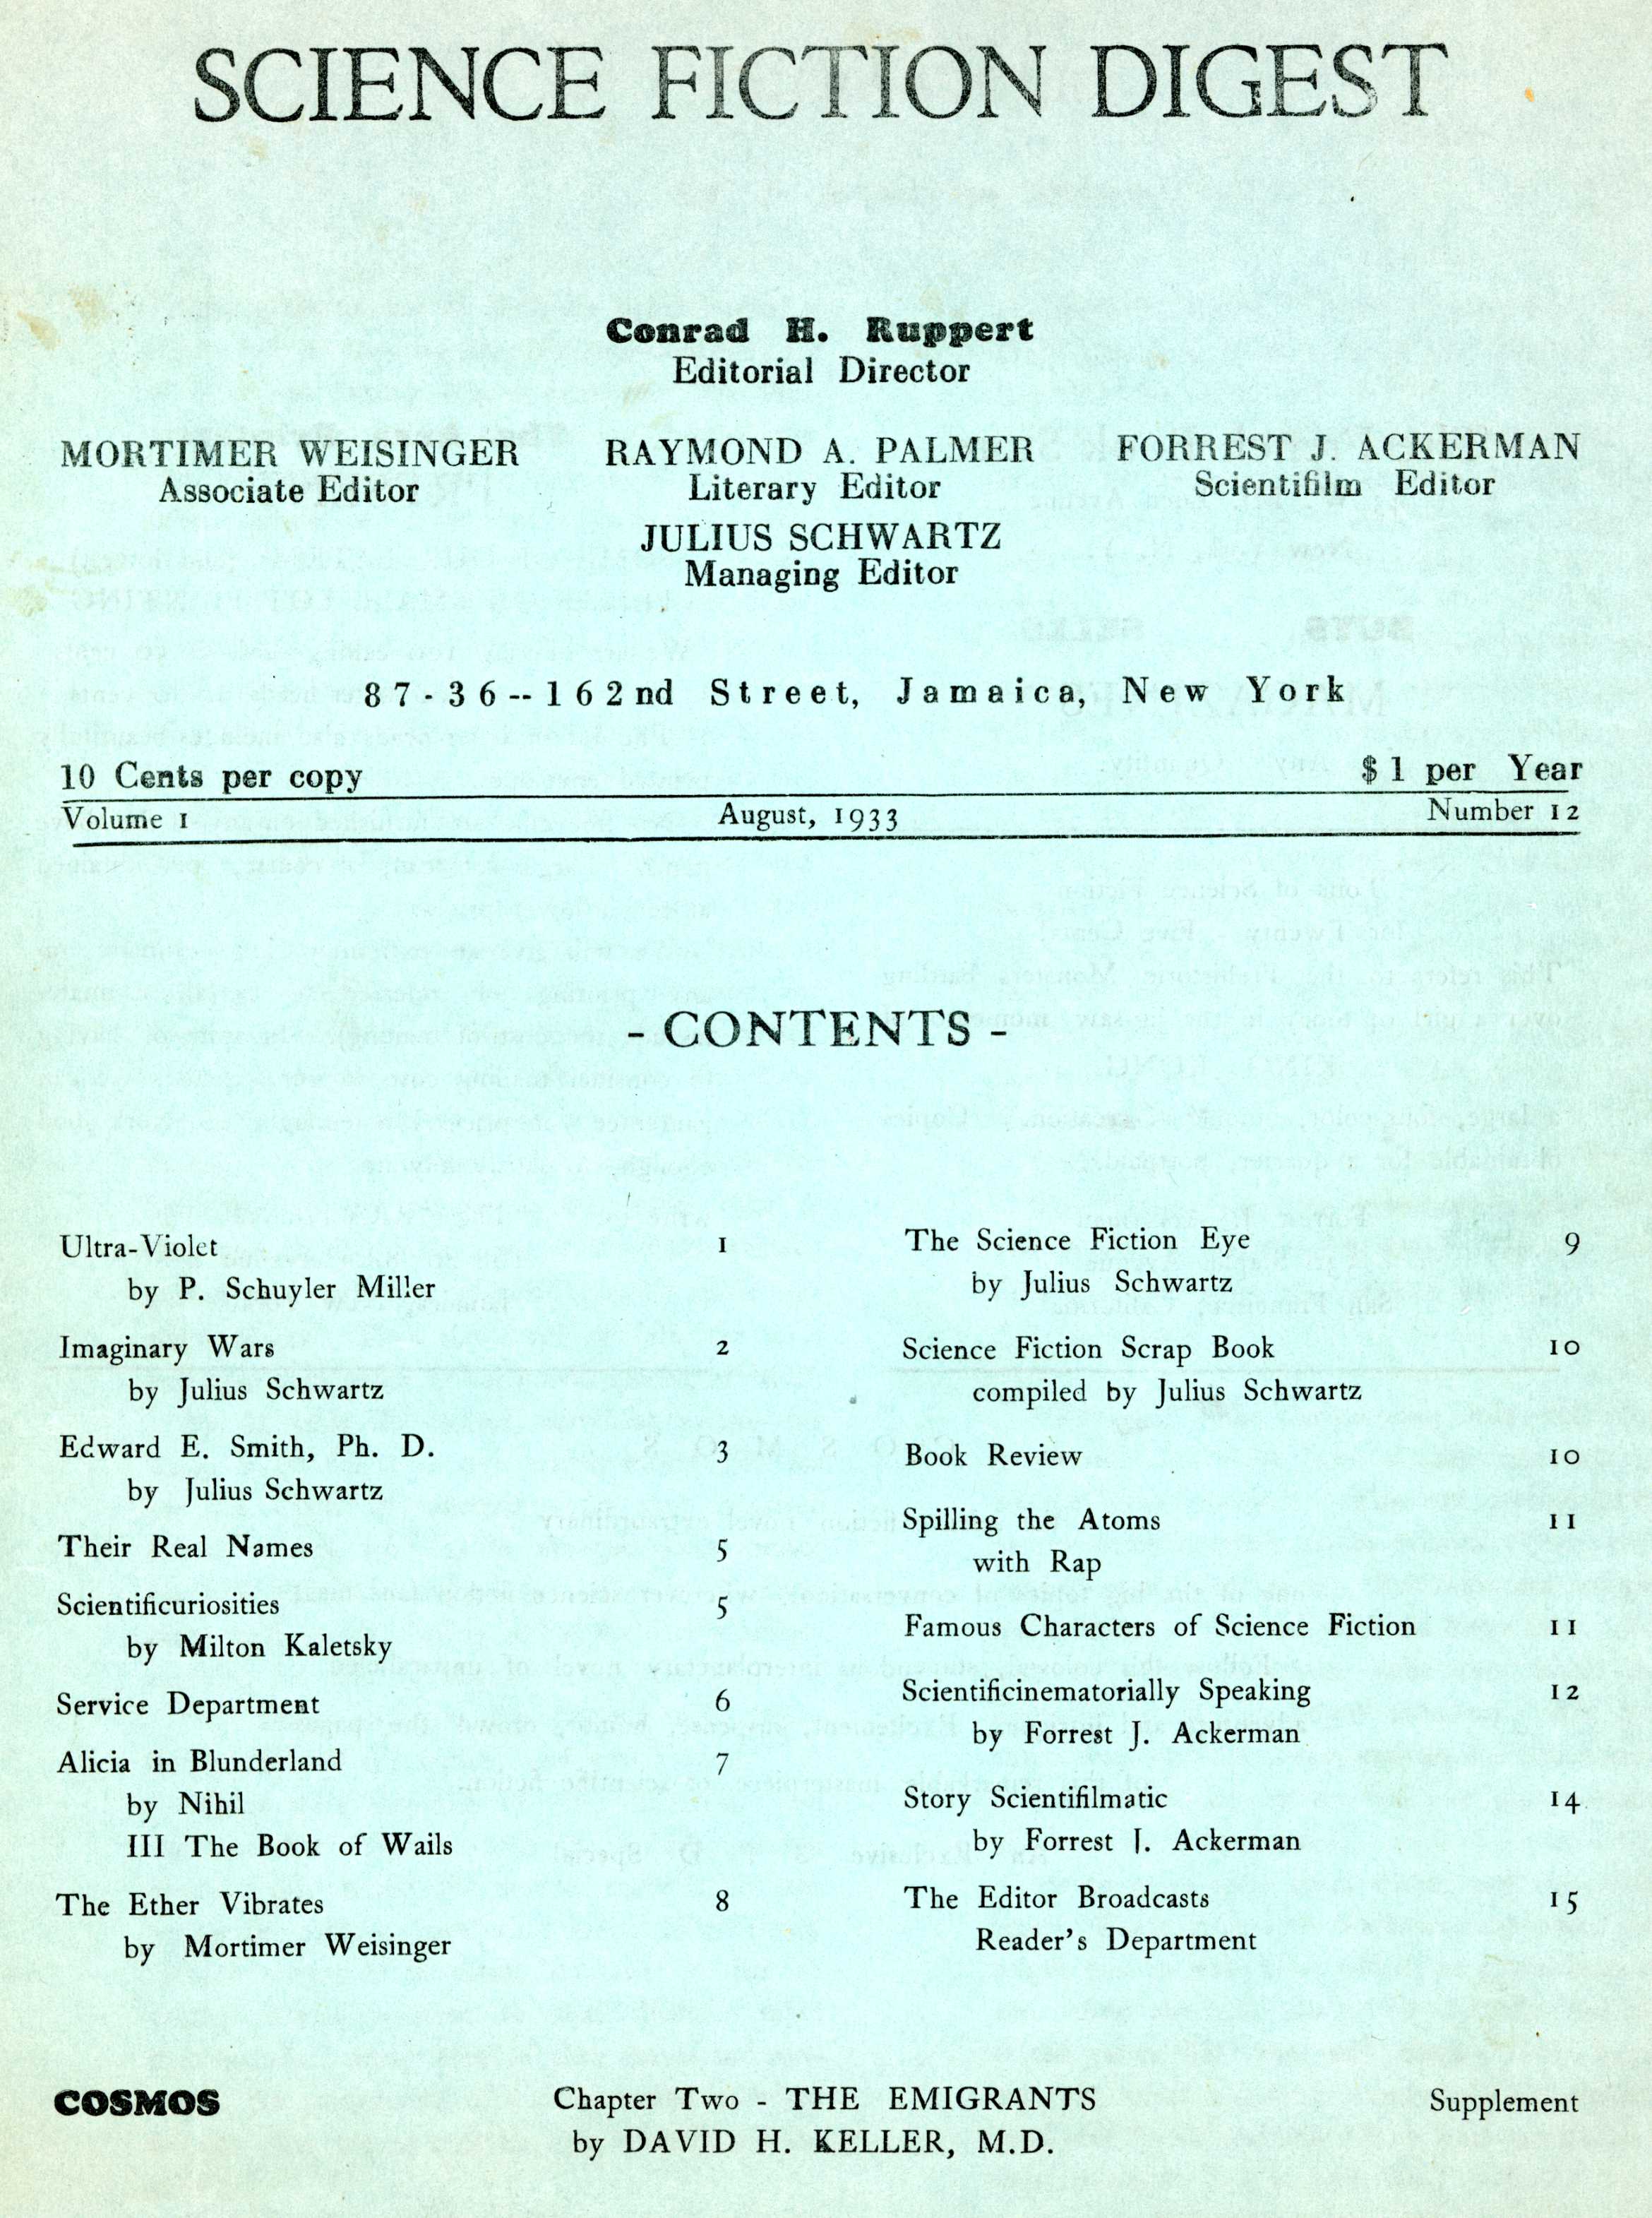 SCIENCE FICTION DIGEST
Conrad H. Ruppert
Editorial Director
MORTIMER WEISINGER
Associate Editor
RAYMOND A. PALMER
Literary Editor
FORREST J. ACKERMAN
Scientifilm Editor
JULIUS SCHWARTZ
Managing Editor
87-36--162nd Street, Jamaica, New York
10 Cents per copy
$1 per Year
Volume 1
August, 1933
Number 12
- CONTENTS -
Ultra-Violet 1
by P. Schuyler Miller
Imaginary Wars 2
by Julius Schwartz
Edward E. Smith, Ph. D. 3
by Julius Schwartz
Their Real Names 5
Scientificuriosities 5
by Milton Kaletsky
Service Department 6
Alicia in Blunderland 7
by Nihil
III The Book of Wails
The Ether Vibrates 8
by Mortimer Weisinger
The Science Fiction Eye 9
by Julius Schwartz
Science Fiction Scrap Book 10
compiled by Julius Schwartz
Book Review 10
Spilling the Atoms 11
with Rap
Famous Characters of Science Fiction 11
Scientificinematorially Speaking 12
by Forrest J. Ackerman
Story Scientifilmatic 14
by Forrest J. Ackerman
The Editor Broadcasts 15
Reader's Department
COSMOS
Chapter Two - THE EMIGRANTS
by DAVID H. KELLER, M.D.
Supplement